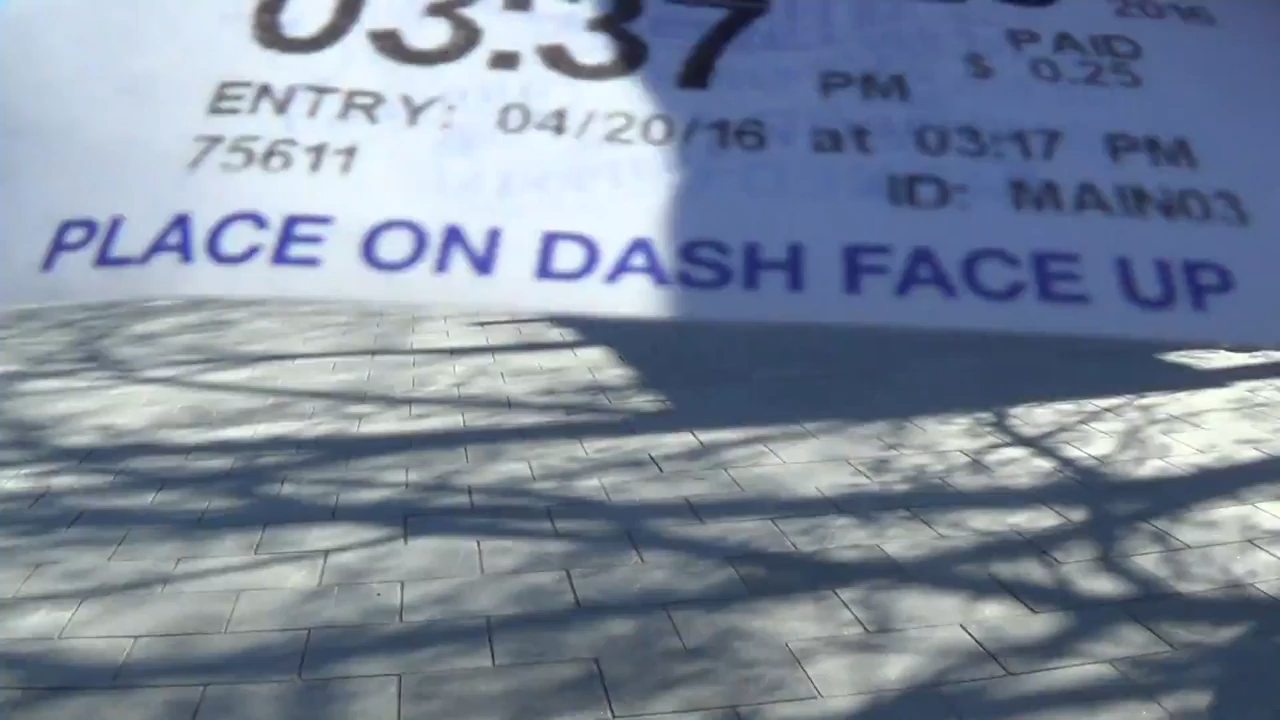 03:37 PM
2016
PAID
$ 0.25
ENTRY: 04/20/16 at 03:17 PM
75611
ID: MAIN03
PLACE ON DASH FACE UP